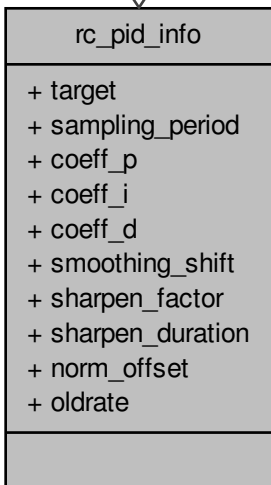 rc_pid_info
+ target
+ sampling_period
+ coeff_p
+ coeff_i
+ coeff_d
+ smoothing_shift
+ sharpen_factor
+ sharpen_duration
+ norm_offset
+ oldrate